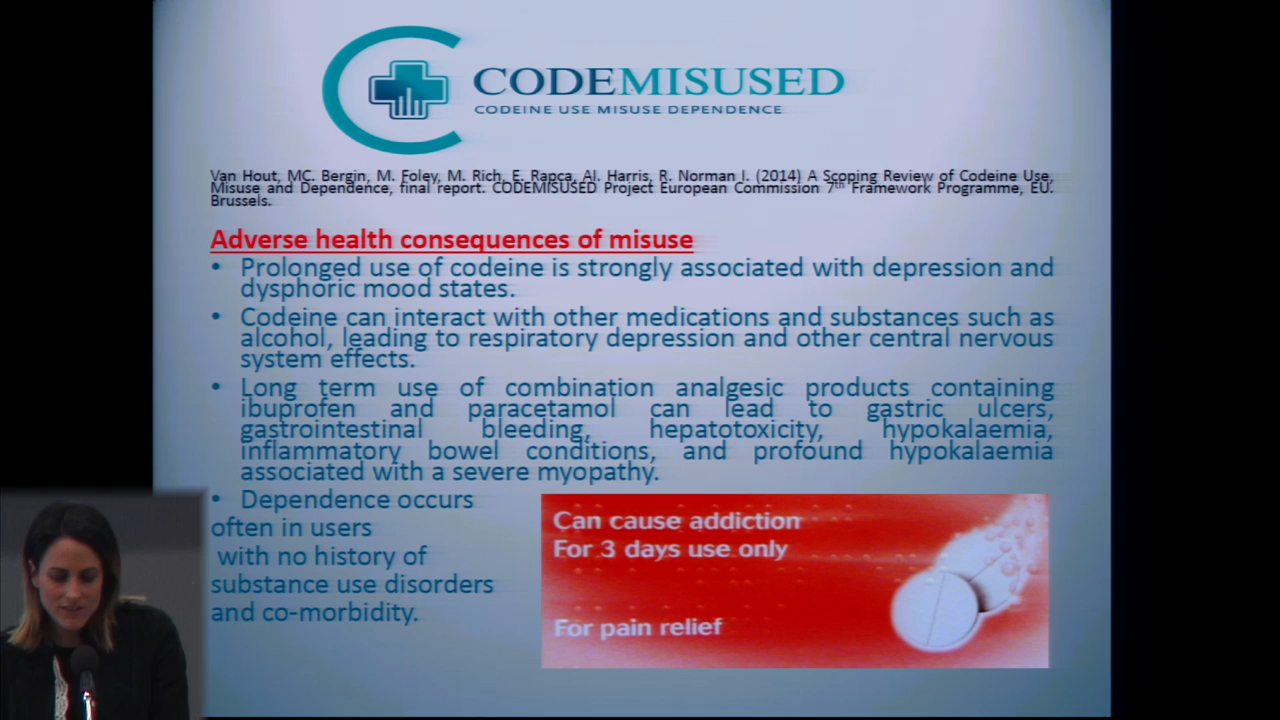 CODEMISUSED
CODEINE USE MISUSE DEPENDENCE
Van Hout, MC. Bergin, M. Foley, M. Rich, E. Rapca, AI. Harris, R. Norman I. (2014) A Scoping Review of Codeine Use,
Misuse and Dependence, final report. CODEMISUSED Project European Commission 7th Framework Programme, EU.
Brussels.
Adverse health consequences of misuse
• Prolonged use of codeine is strongly associated with depression and
dysphoric mood states.
• Codeine can interact with other medications and substances such as
alcohol, leading to respiratory depression and other central nervous
system effects.
• Long term use of combination analgesic products containing
ibuprofen and paracetamol can lead to gastric ulcers,
gastrointestinal bleeding, hepatotoxicity, hypokalaemia,
inflammatory bowel conditions, and profound hypokalaemia
associated with a severe myopathy.
• Dependence occurs
often in users
with no history of
substance use disorders
and co-morbidity.
Can cause addiction
For 3 days use only
For pain relief